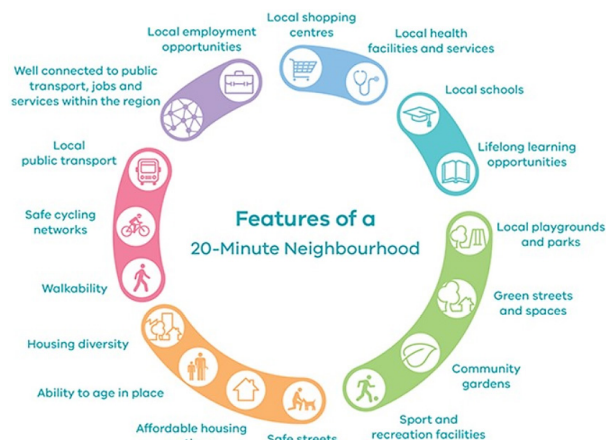 Local shopping
centres
Local health
facilities and services
Local schools
Lifelong learning
opportunities
Local playgrounds
and parks
Green streets
and spaces
Community
gardens
Sport and
recreation facilities
Safe streets
Affordable housing
Ability to age in place
Housing diversity
Walkability
Safe cycling
networks
Local
public transport
Well connected to public
transport, jobs and
services within the region
Local employment
opportunities
Features of a
20-Minute Neighbourhood